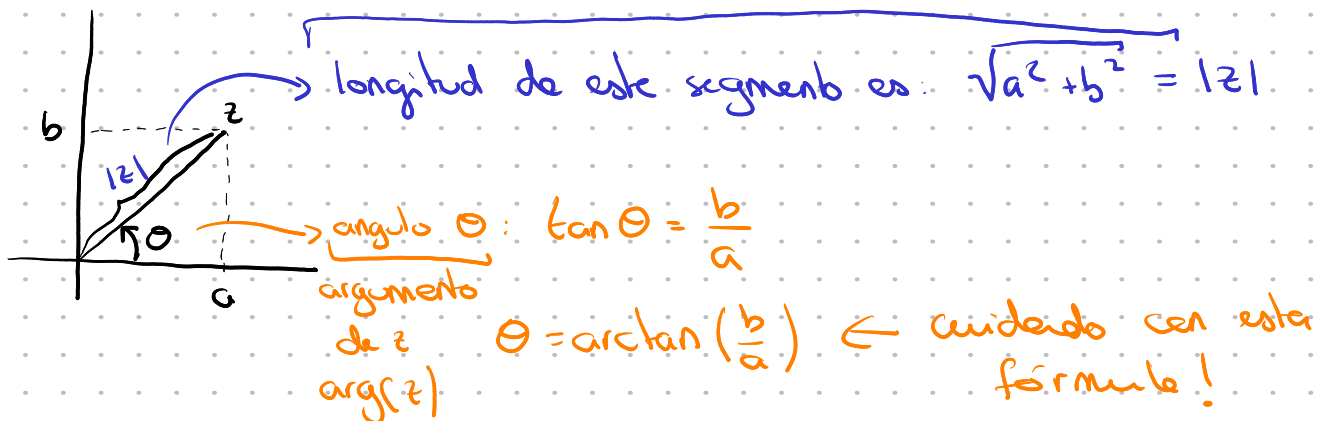 longitud de este segmento es: √a² + b² = |z|
b
z
|z|
θ
a
angulo θ: tan θ = b/a
argumento
de z
arg(z)
θ = arctan (b/a) ← cuidado con esta
fórmula!